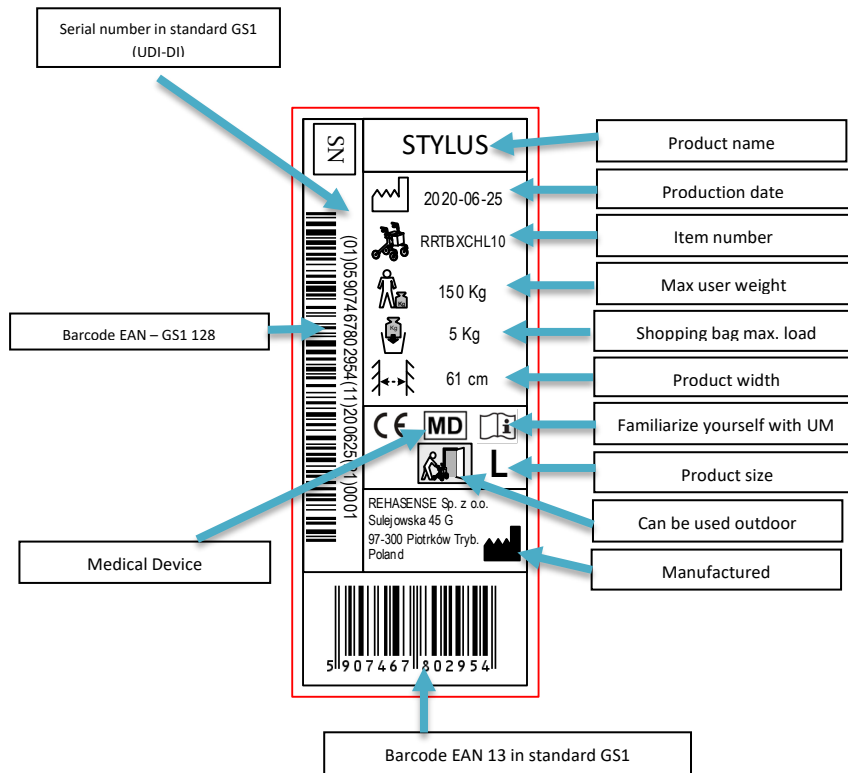 Serial number in standard GS1
(UDI-DI)
SN
STYLUS
Product name
2020-06-25
Production date
RRTBXCHL10
Item number
150 Kg
Max user weight
Kg
5 Kg
Shopping bag max. load
Barcode EAN – GS1 128
(01)05907467802954(11)200625(21)0001
61 cm
Product width
CE MD i
Familiarize yourself with UM
L
Product size
Can be used outdoor
REHASENSE Sp. z o.o.
Sulejowska 45 G
97-300 Piotrków Tryb.
Poland
Medical Device
Manufactured
5 907467 802954
Barcode EAN 13 in standard GS1